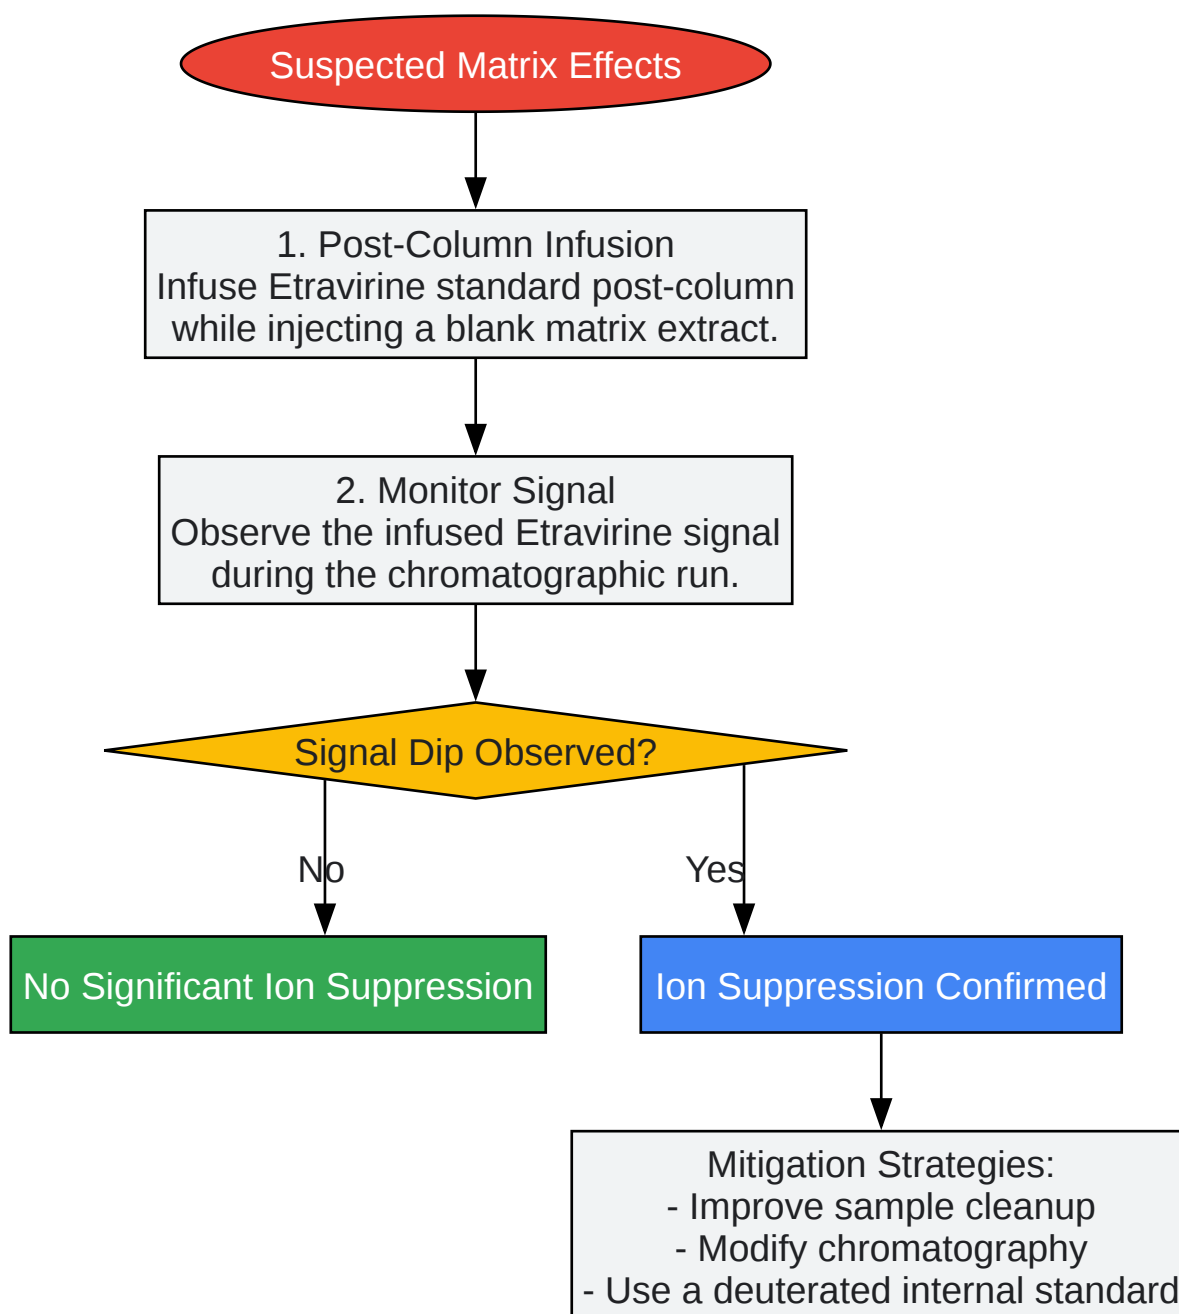 Suspected Matrix Effects
1. Post-Column Infusion
Infuse Etravirine standard post-column
while injecting a blank matrix extract.
2. Monitor Signal
Observe the infused Etravirine signal
during the chromatographic run.
Signal Dip Observed?
No
Yes
No Significant Ion Suppression
Ion Suppression Confirmed
Mitigation Strategies:
- Improve sample cleanup
- Modify chromatography
- Use a deuterated internal standard